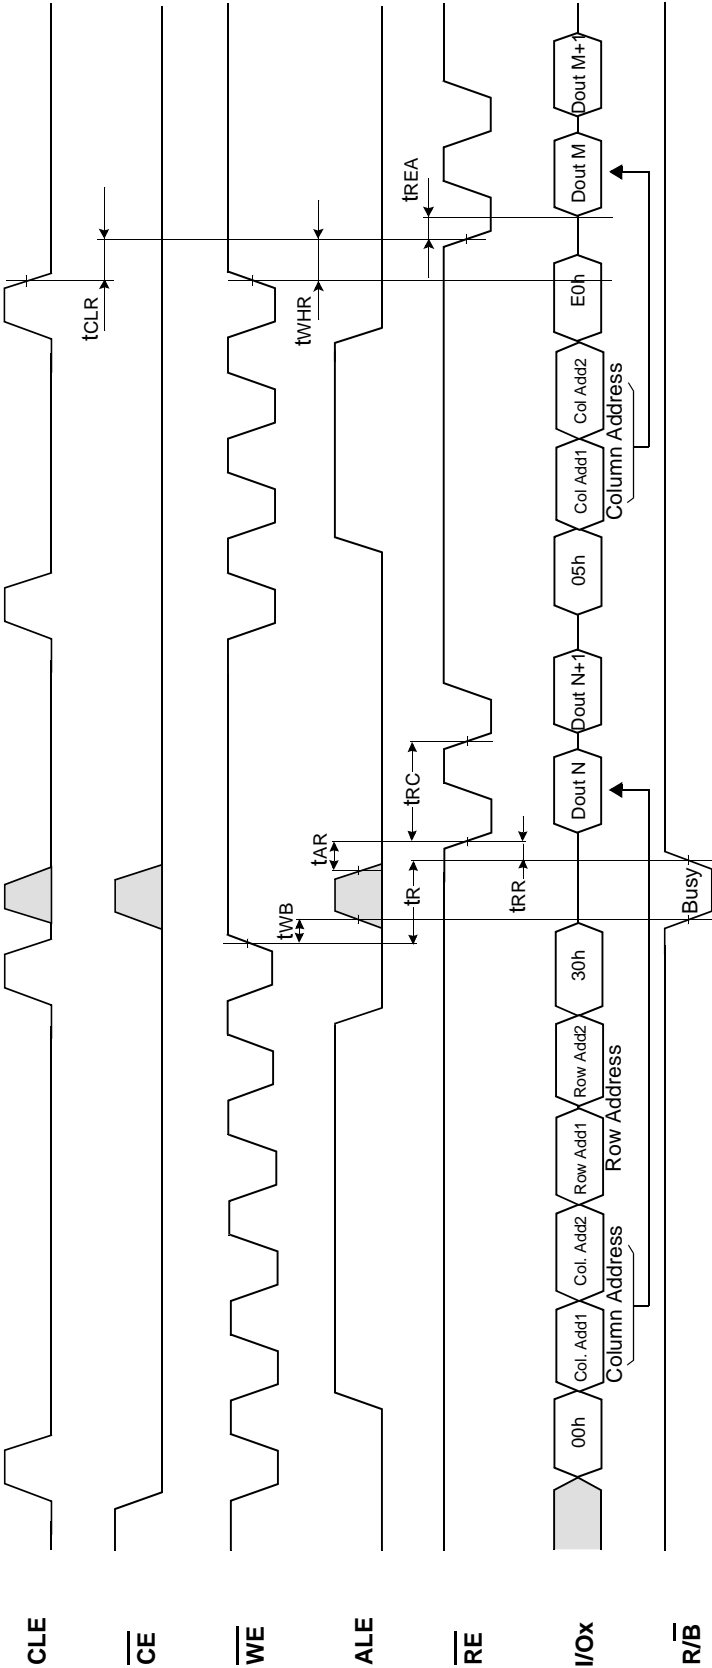 CLE
tCLR
CE
WE
tWB
tWHR
ALE
tAR
RE
tR
tRC
tREA
tRR
I/Ox
00h
Col. Add1
Col. Add2
Row Add1
Row Add2
30h
Dout N
Dout N+1
05h
Col Add1
Col Add2
E0h
Dout M
Dout M+1
Column Address
Row Address
Column Address
R/B
Busy